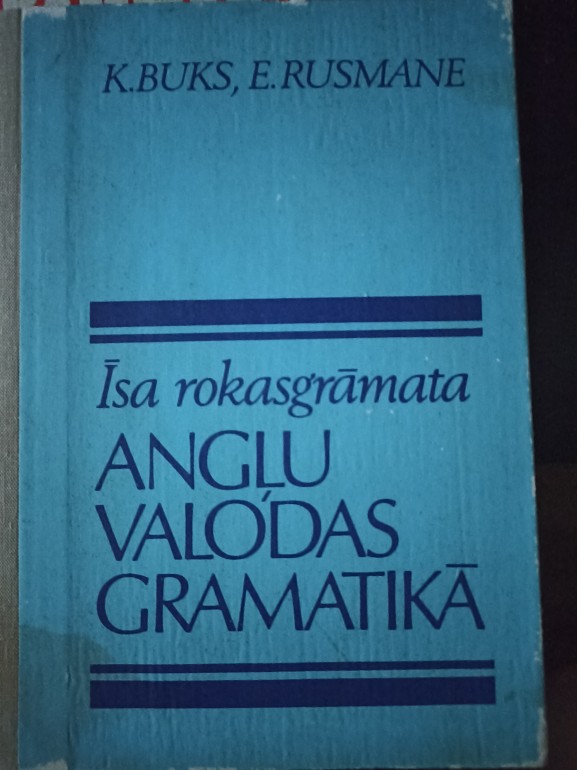 K.BUKS, E.RUSMANE
Īsa rokasgrāmata
ANGĻU
VALODAS
GRAMATIKĀ